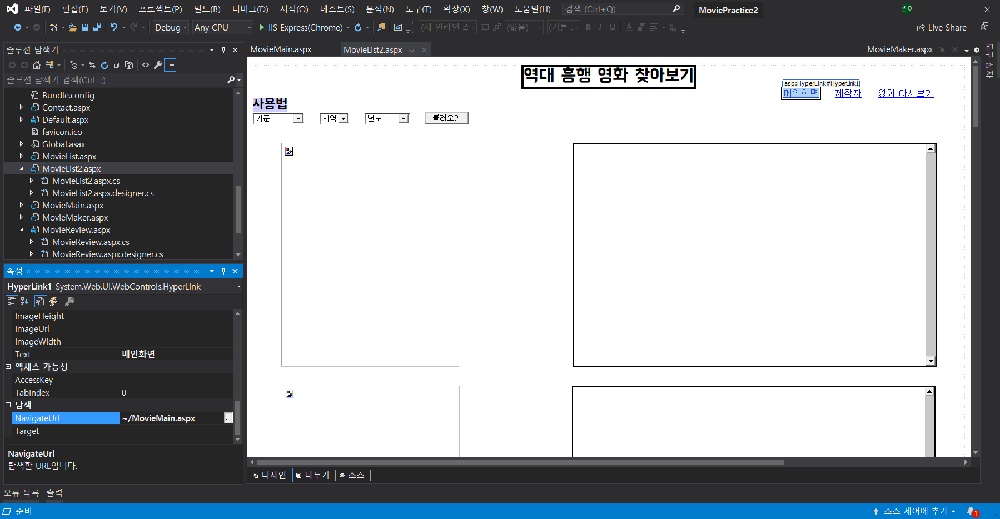 파일(F) 편집(E) 보기(V) 프로젝트(P) 빌드(B) 디버그(D) 서식(O) 테스트(S) 분석(N) 도구(T) 확장(X) 창(W) 도움말(H) 검색 (Ctrl+Q) MoviePractice2 0
Debug Any CPU IIS Express(Chrome) (새 인라인 스 (없음) (기본 : B I U A Live Share
솔루션 탐색기
솔루션 탐색기 검색(Ctrl+;)
Bundle.config
Contact.aspx
Default.aspx
favicon.ico
Global.asax
MovieList.aspx
MovieList2.aspx
MovieList2.aspx.cs
MovieList2.aspx.designer.cs
MovieMain.aspx
MovieMaker.aspx
MovieReview.aspx
MovieReview.aspx.cs
MovieReview.aspx.designer.cs
속성
HyperLink1 System.Web.UI.WebControls.HyperLink
ImageHeight
ImageUrl
ImageWidth
Text 메인화면
액세스 가능성
AccessKey
TabIndex 0
탐색
NavigateUrl ~/MovieMain.aspx ...
Target
NavigateUrl
탐색할 URL입니다.
MovieMain.aspx MovieList2.aspx MovieMaker.aspx
도구 상자
역대 흥행 영화 찾아보기
asp:HyperLink#HyperLink1
메인화면 제작자 영화 다시보기
사용법
기준 지역 년도 불러오기
디자인 나누기 소스
오류 목록 출력
준비 소스 제어에 추가 1